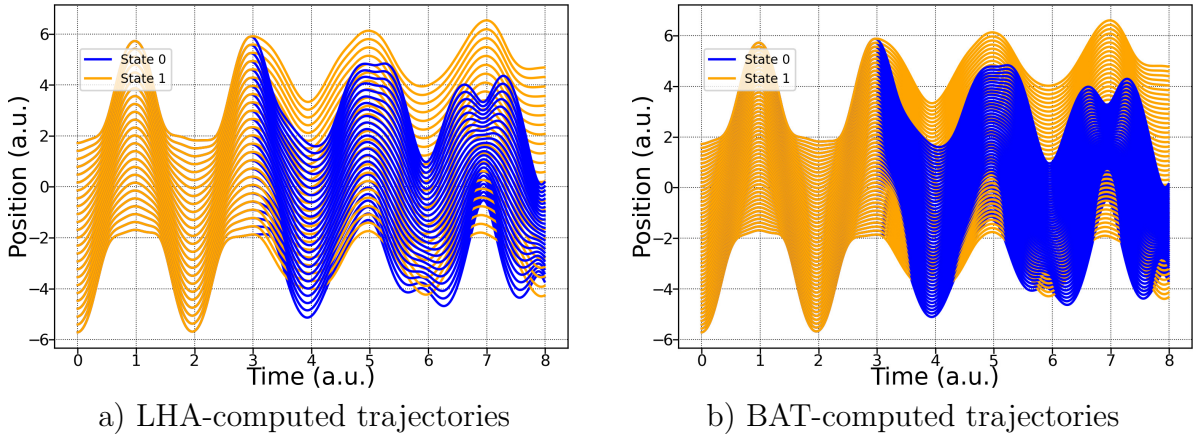 6
4
2
0
−2
−4
−6
Position (a.u.)
State 0
State 1
0 1 2 3 4 5 6 7 8
Time (a.u.)
a) LHA-computed trajectories
6
4
2
0
−2
−4
−6
Position (a.u.)
State 0
State 1
0 1 2 3 4 5 6 7 8
Time (a.u.)
b) BAT-computed trajectories